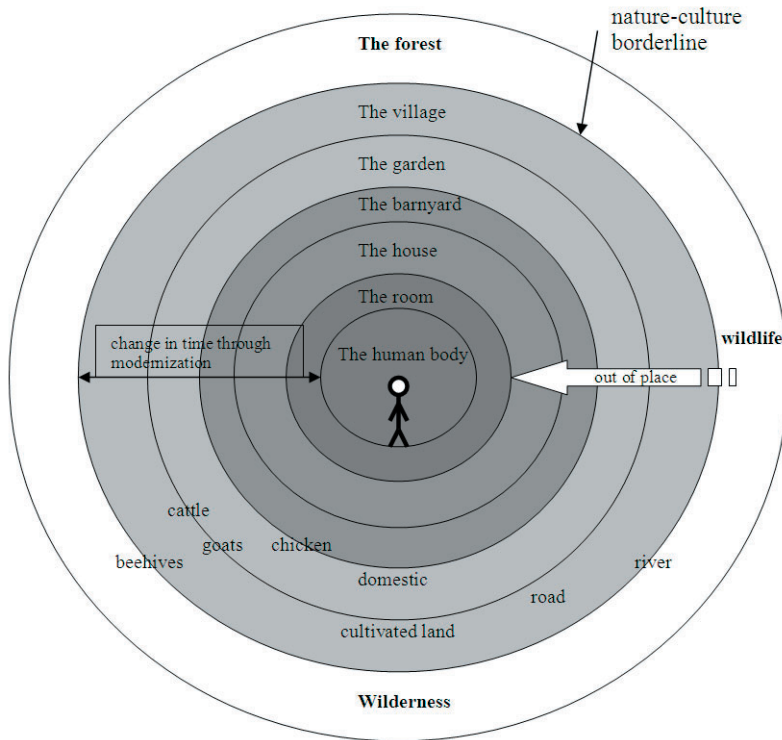 nature-culture
borderline
The forest
The village
The garden
The barnyard
The house
The room
change in time through
modernization
The human body
wildlife
out of place
cattle
goats
chicken
beehives
domestic
river
road
cultivated land
Wilderness